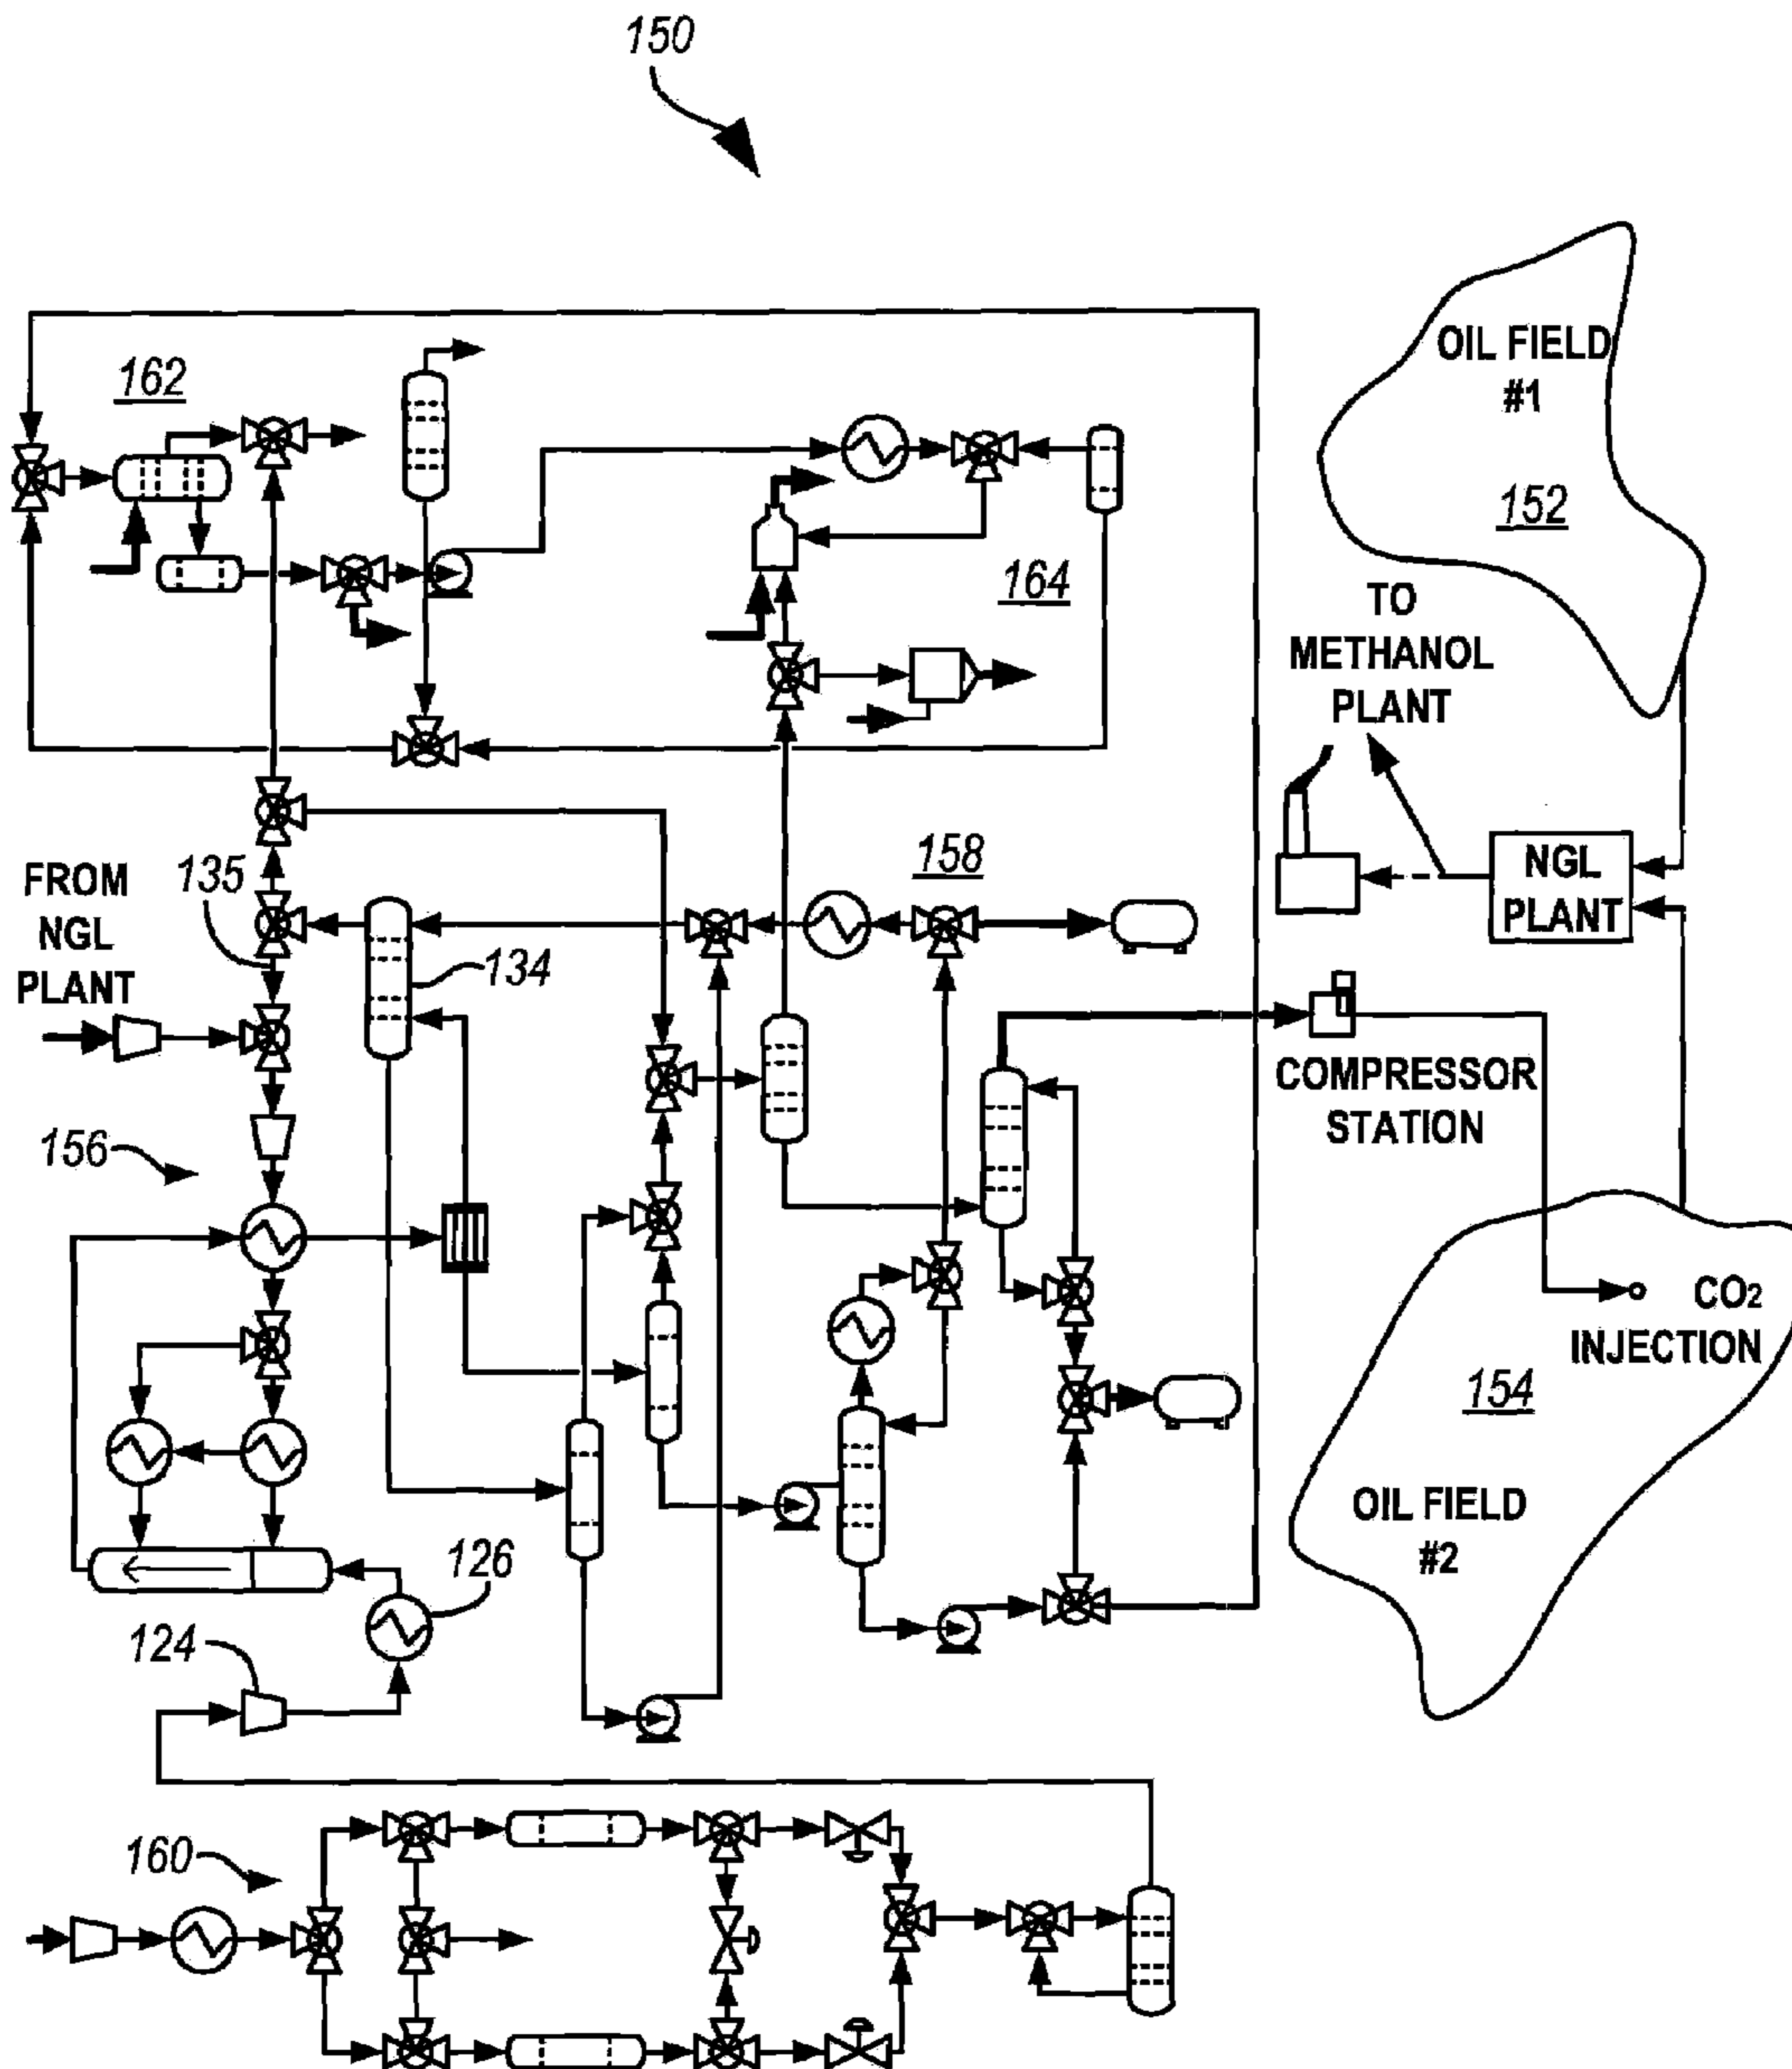 150
OIL FIELD
#1
152
162
164
TO
METHANOL
PLANT
158
NGL
PLANT
FROM
NGL
PLANT
135
134
COMPRESSOR
STATION
156
CO2
INJECTION
154
OIL FIELD
#2
126
124
160